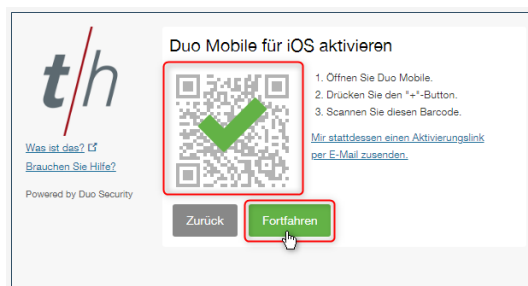 t/h
Was ist das?
Brauchen Sie Hilfe?
Powered by Duo Security
Duo Mobile für iOS aktivieren
1. Öffnen Sie Duo Mobile.
2. Drücken Sie den "+"-Button.
3. Scannen Sie diesen Barcode.
Mir stattdessen einen Aktivierungslink
per E-Mail zusenden.
Zurück
Fortfahren